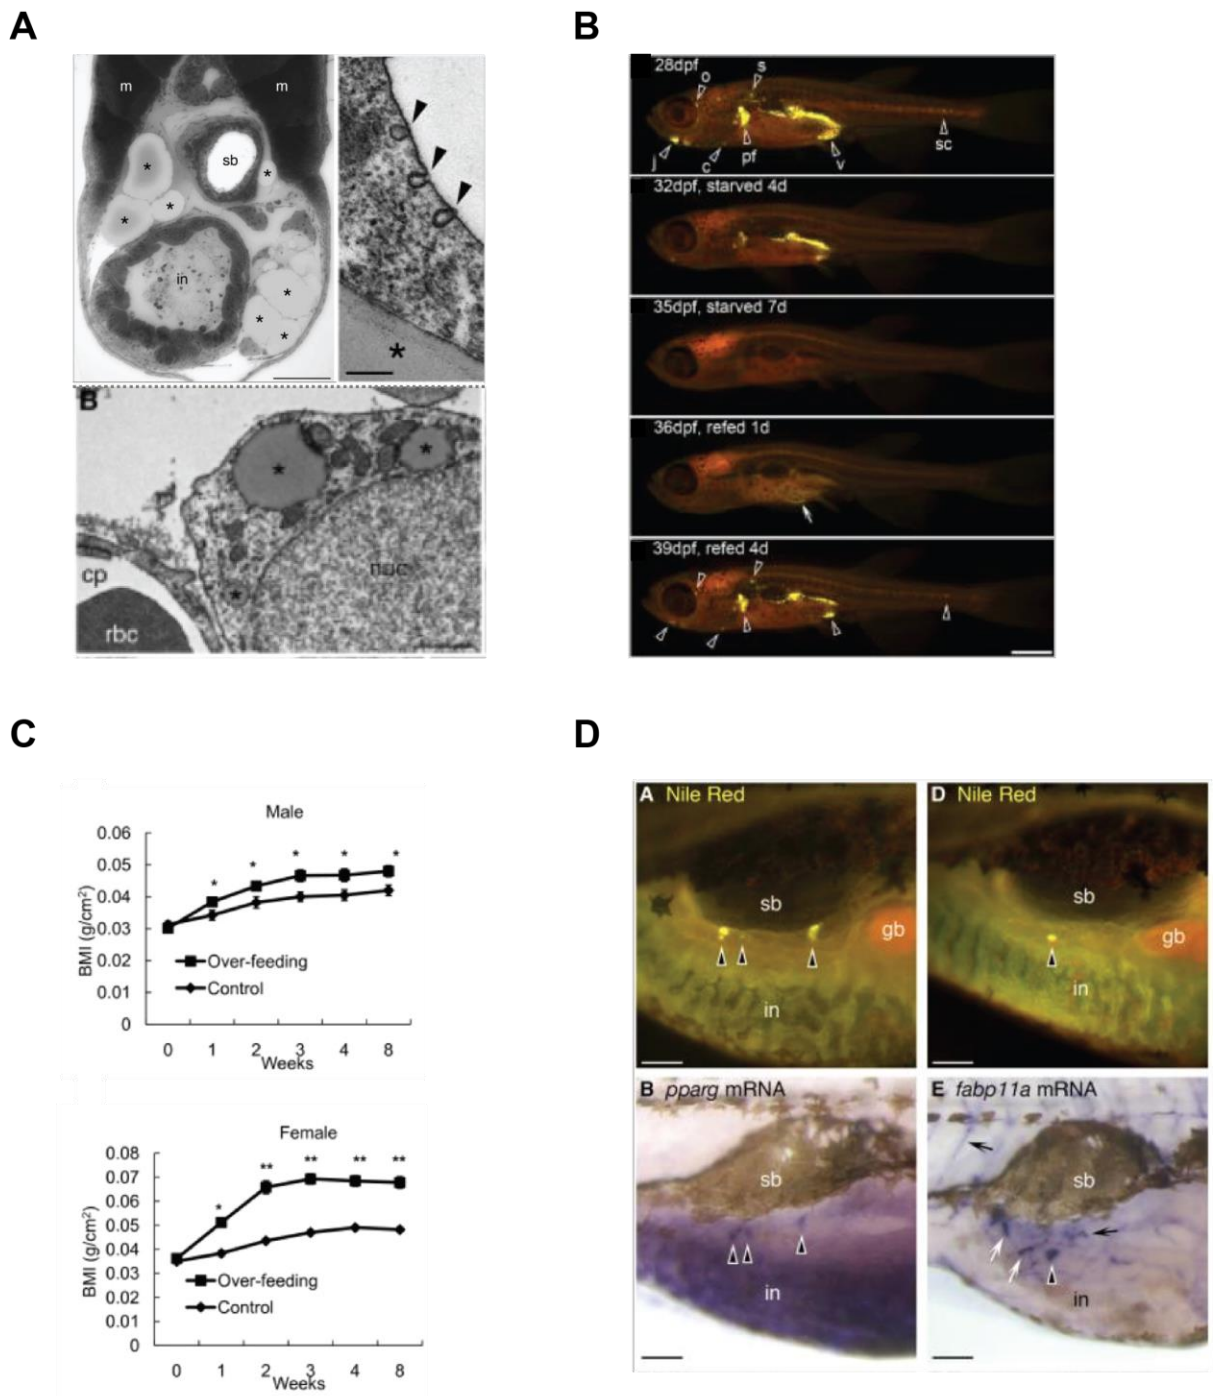 A
m
m
sb
*
*
*
*
in
*
*
*
*
B
*
*
nuc
*
cp
rbc
B
28dpf
o
s
j
c
pf
v
sc
32dpf, starved 4d
35dpf, starved 7d
36dpf, refed 1d
39dpf, refed 4d
C
Male
0.06
0.05
0.04
0.03
0.02
0.01
0
BMI (g/cm²)
* * * * *
Over-feeding
Control
0 1 2 3 4 8
Weeks
Female
0.08
0.07
0.06
0.05
0.04
0.03
0.02
0.01
0
BMI (g/cm²)
* ** ** ** **
Over-feeding
Control
0 1 2 3 4 8
Weeks
D
A Nile Red
sb
gb
in
D Nile Red
sb
gb
in
B pparg mRNA
sb
in
E fabp11a mRNA
sb
in